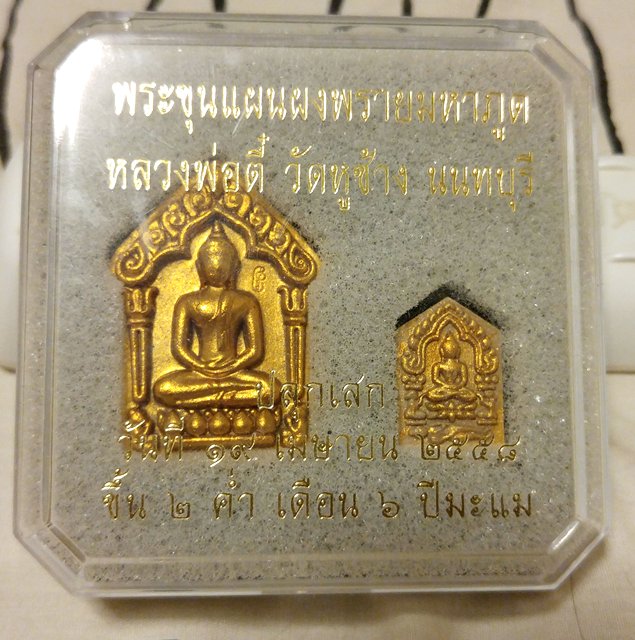 พระขุนแผนผงพรายมหาภูต
หลวงพ่อตี๋ วัดหูช้าง นนทบุรี
ปลุกเสก
วันที่ ๑๙ เมษายน ๒๕๕๘
ขึ้น ๒ ค่ำ เดือน ๖ ปีมะแม